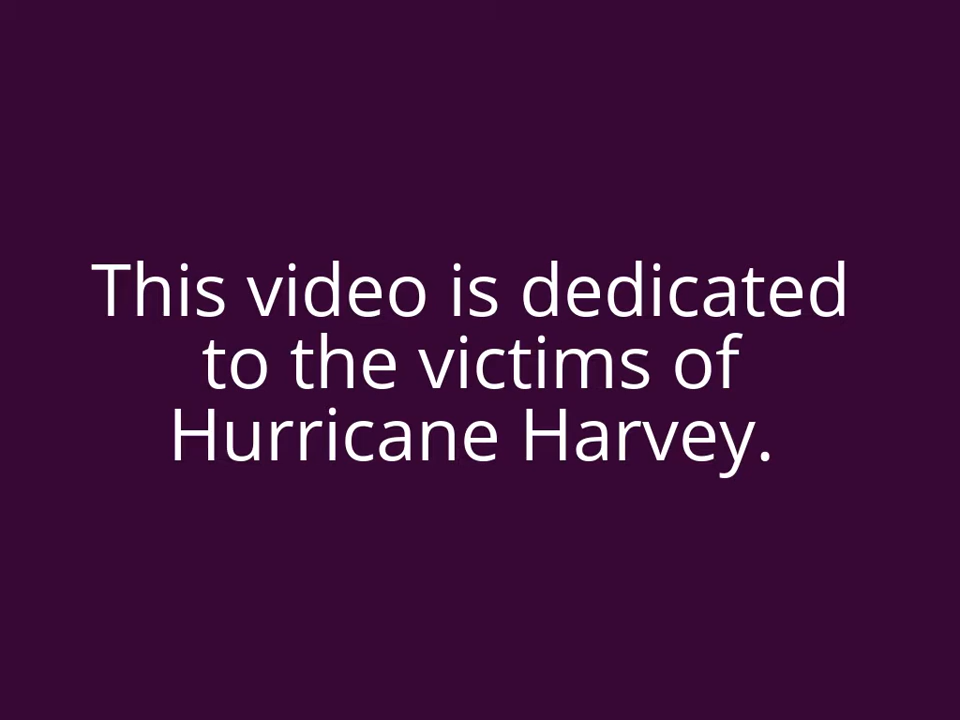 This video is dedicated
to the victims of
Hurricane Harvey.